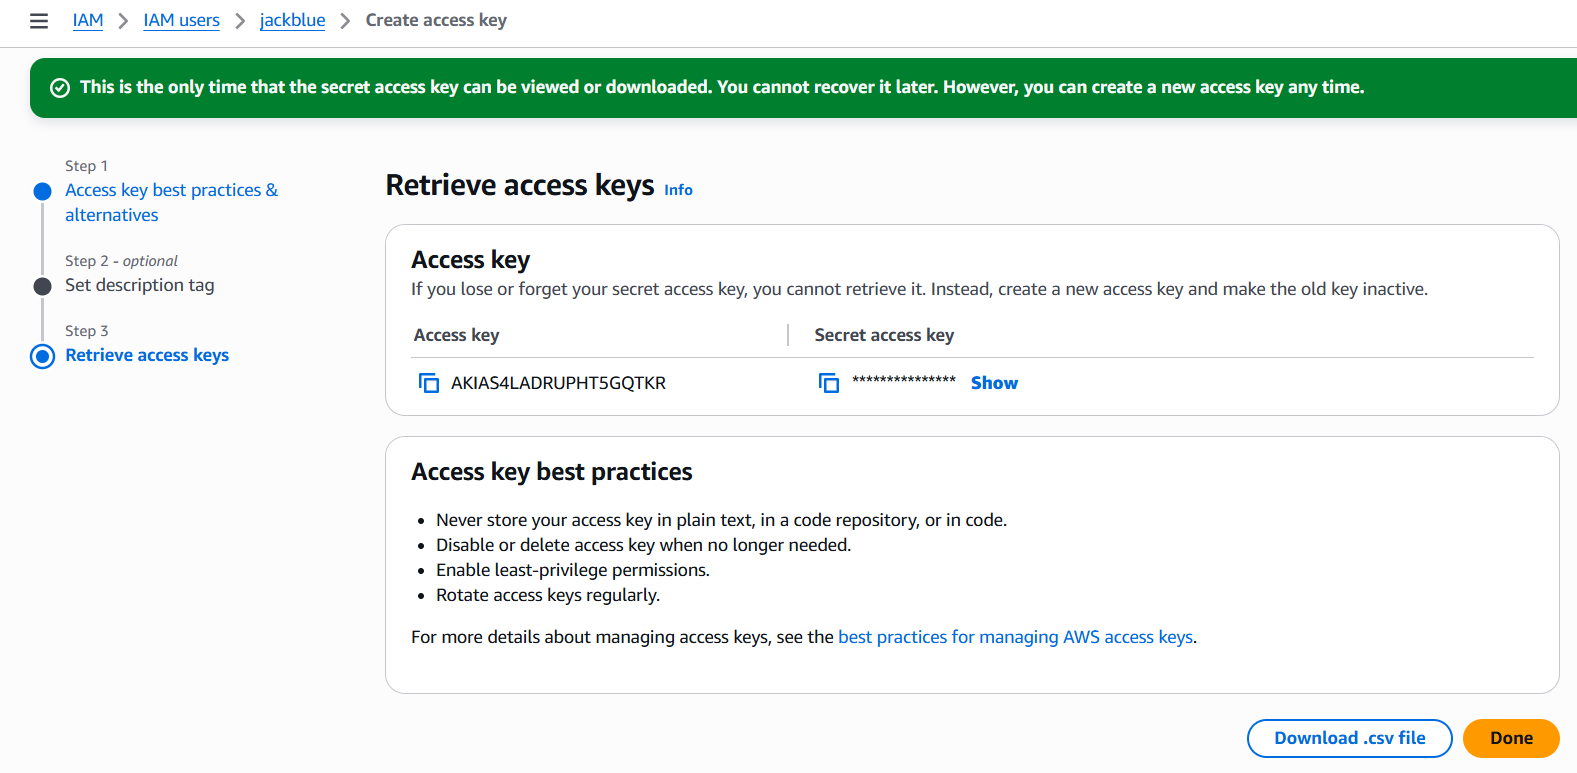 IAM > IAM users > jackblue > Create access key
This is the only time that the secret access key can be viewed or downloaded. You cannot recover it later. However, you can create a new access key any time.
Step 1
Access key best practices &
alternatives
Step 2 - optional
Set description tag
Step 3
Retrieve access keys
Retrieve access keys Info
Access key
If you lose or forget your secret access key, you cannot retrieve it. Instead, create a new access key and make the old key inactive.
Access key Secret access key
AKIAS4LADRUPHT5GQTKR *************** Show
Access key best practices
• Never store your access key in plain text, in a code repository, or in code.
• Disable or delete access key when no longer needed.
• Enable least-privilege permissions.
• Rotate access keys regularly.
For more details about managing access keys, see the best practices for managing AWS access keys.
Download .csv file Done